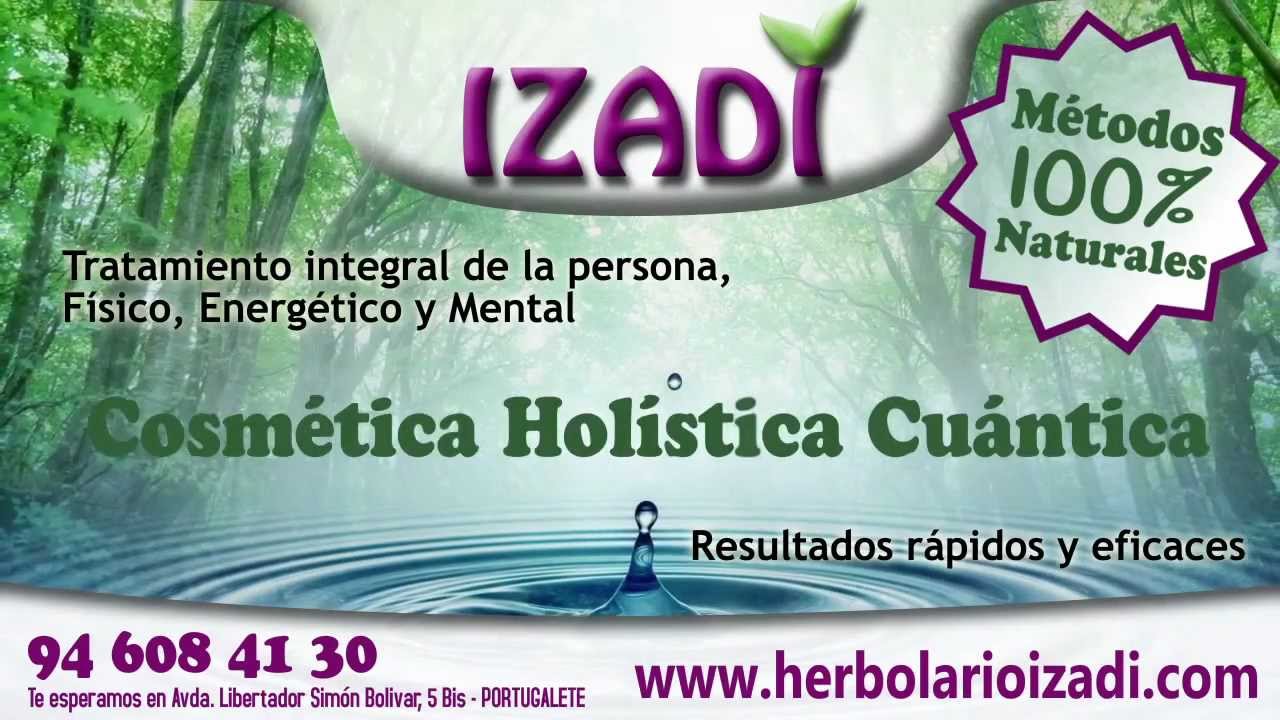 IZADI
Métodos
100%
Naturales
Tratamiento integral de la persona,
Físico, Energético y Mental
Cosmética Holística Cuántica
Resultados rápidos y eficaces
94 608 41 30
Te esperamos en Avda. Libertador Simón Bolivar, 5 Bis - PORTUGALETE
www.herbolarioizadi.com